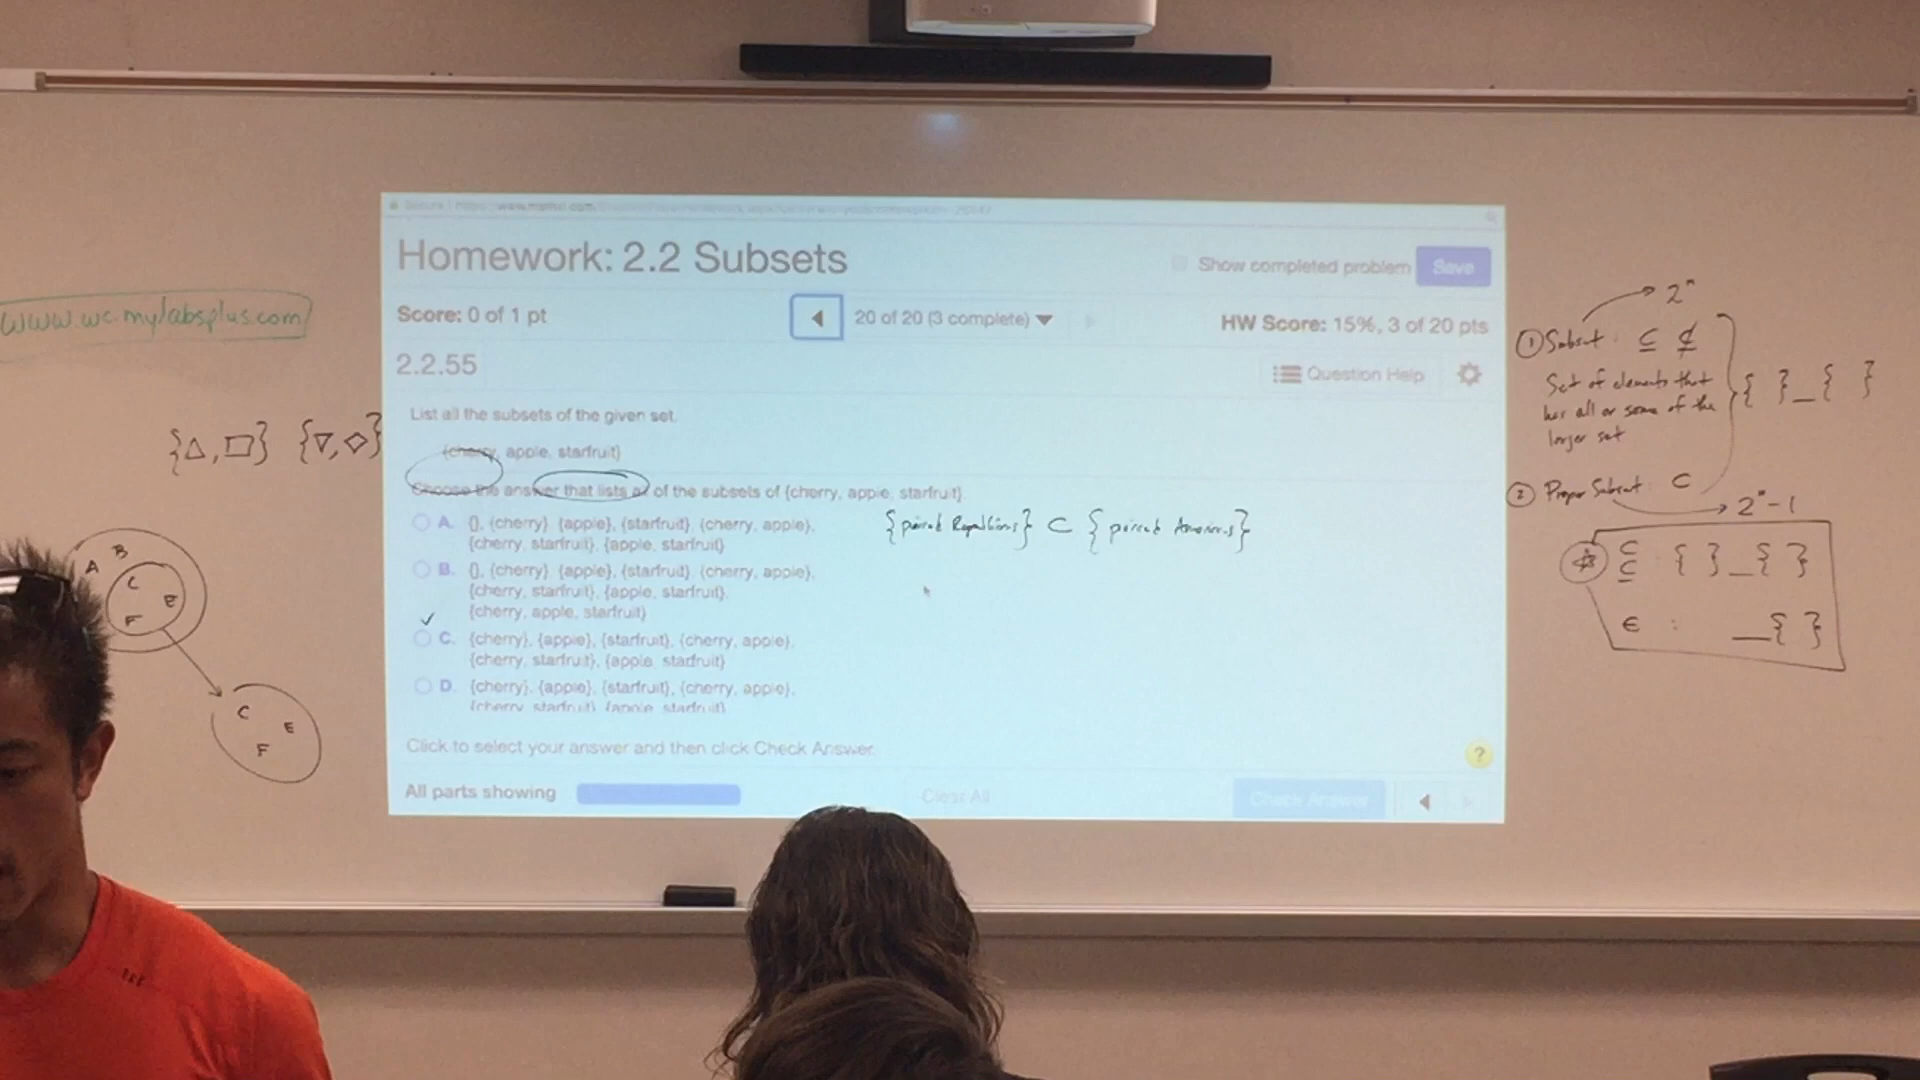 Homework: 2.2 Subsets
Show completed problem
Save
Score: 0 of 1 pt
20 of 20 (3 complete)
HW Score: 15%, 3 of 20 pts
2.2.55
Question Help
List all the subsets of the given set.
{cherry, apple, starfruit}
Choose the answer that lists all of the subsets of {cherry, apple, starfruit}.
A. {}, {cherry}, {apple}, {starfruit}, {cherry, apple},
{cherry, starfruit}, {apple, starfruit}
B. {}, {cherry}, {apple}, {starfruit}, {cherry, apple},
{cherry, starfruit}, {apple, starfruit},
{cherry, apple, starfruit}
C. {cherry}, {apple}, {starfruit}, {cherry, apple},
{cherry, starfruit}, {apple, starfruit}
D. {cherry}, {apple}, {starfruit}, {cherry, apple},
{cherry, starfruit}, {apple, starfruit}
Click to select your answer and then click Check Answer.
?
All parts showing
Clear All
Check Answer
www.wc.mylabsplus.com
{△, □} {▽, ◇}
A B
C
E
F
C
E
F
{ } ⊂ { }
2ⁿ
① Subset: ⊆ ⊈
Set of elements that
has all or some of the
larger set
{ } _ { }
② Proper Subset: ⊂
2ⁿ-1
⊂
⊆ { } _ { }
∈ : _ { }